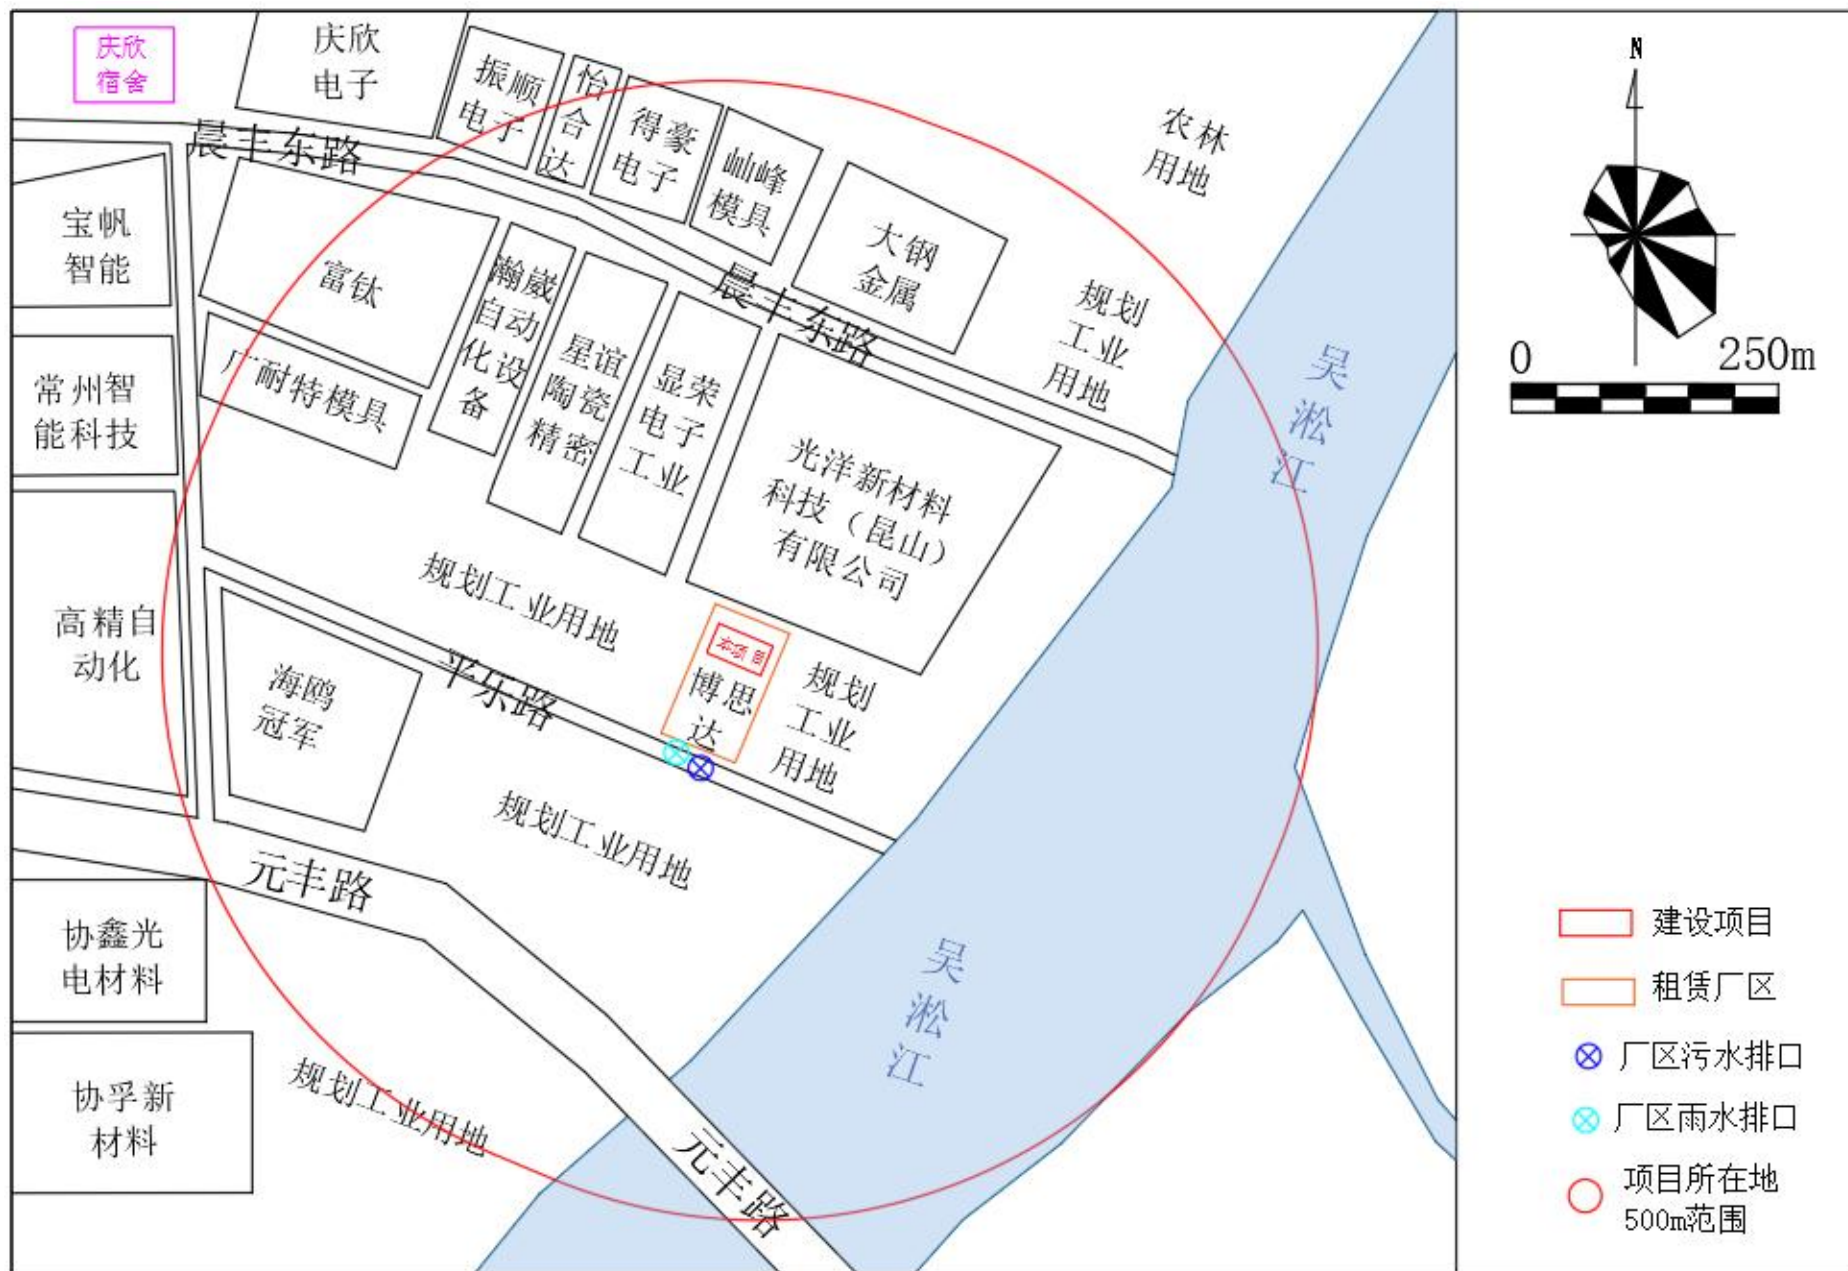 庆欣
宿舍
庆欣
电子
振顺
电子
怡
合
达
得豪
电子
屾峰
模具
大钢
金属
农林
用地
晨丰东路
宝帆
智能
富钛
瀚崴
自动
化设
备
星谊
陶瓷
精密
显荣
电子
工业
晨丰东路
规划
工业
用地
吴
淞
江
广耐特模具
常州智
能科技
光洋新材料
科技（昆山）
有限公司
规划工业用地
高精自
动化
海鸥
冠军
平乐路
本项目
博思
达
规划
工业
用地
规划工业用地
元丰路
协鑫光
电材料
吴
淞
江
协孚新
材料
规划工业用地
元丰路
N
0
250m
建设项目
租赁厂区
厂区污水排口
厂区雨水排口
项目所在地
500m范围